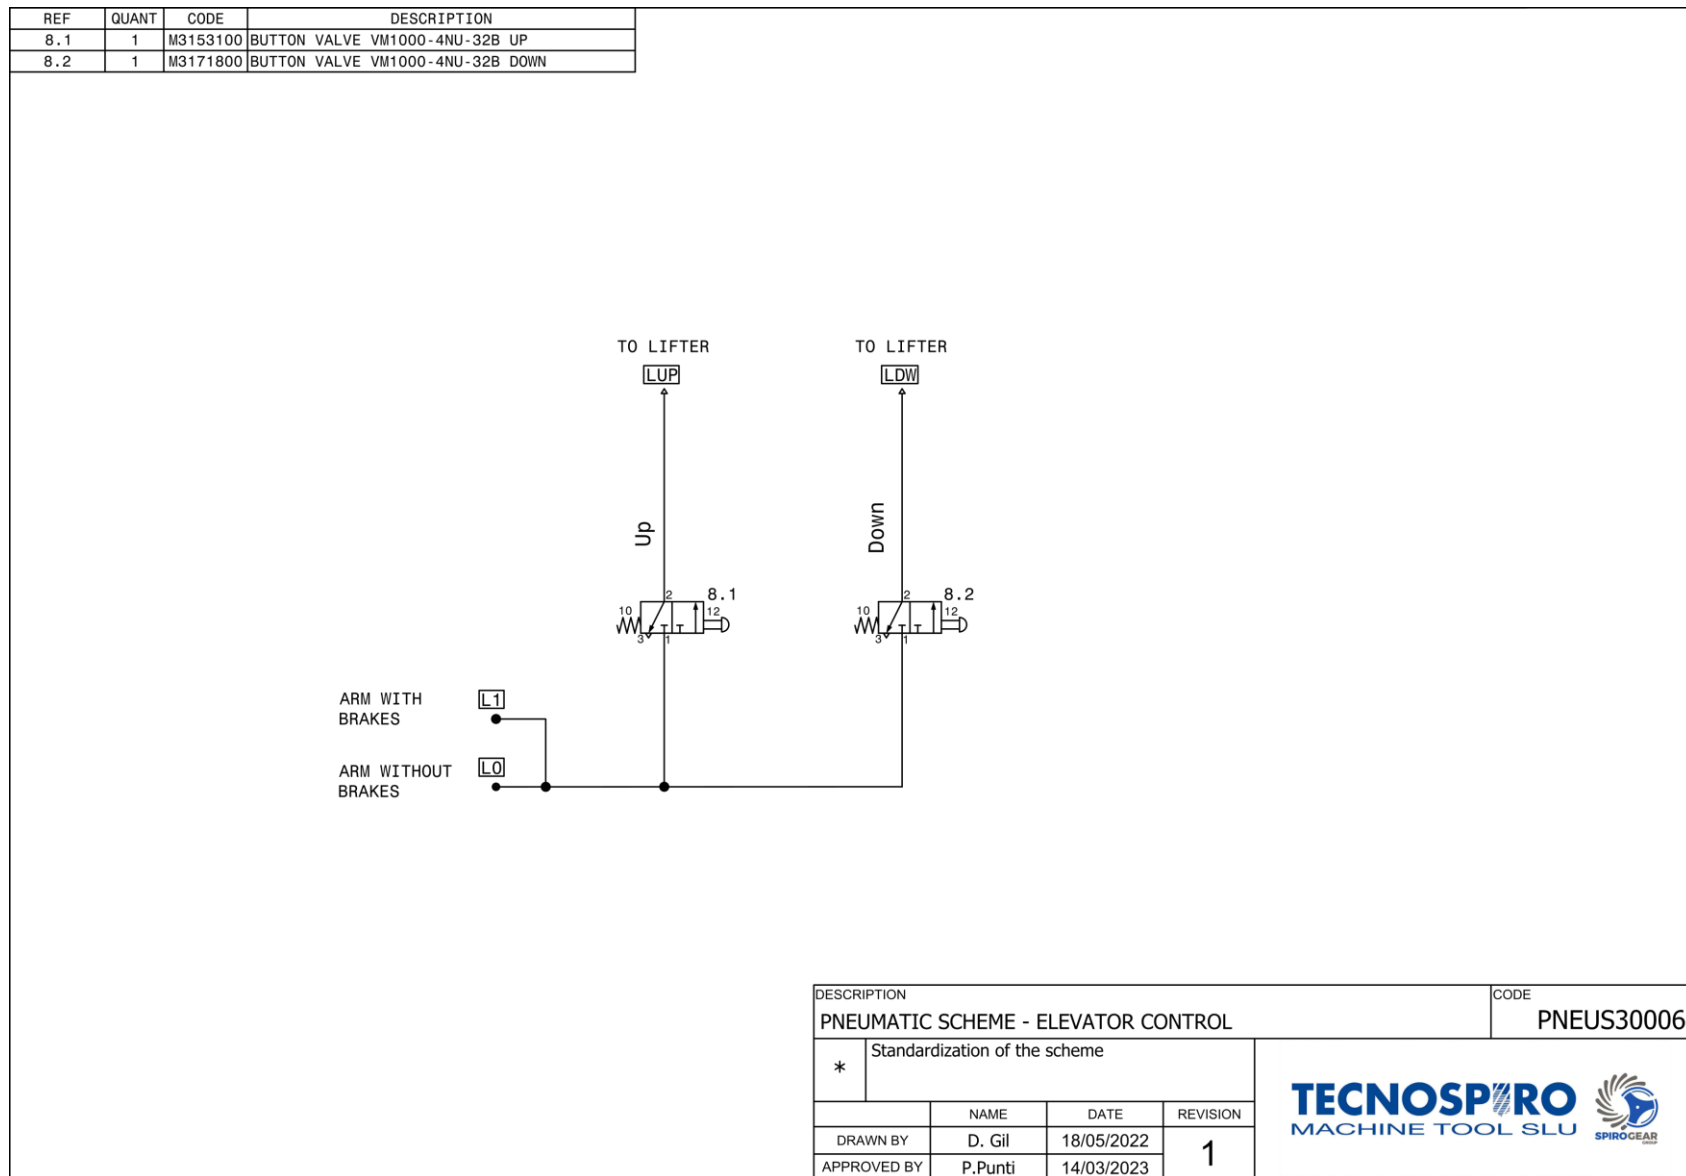 REF QUANT CODE DESCRIPTION
8.1 1 M3153100 BUTTON VALVE VM1000-4NU-32B UP
8.2 1 M3171800 BUTTON VALVE VM1000-4NU-32B DOWN
TO LIFTER TO LIFTER
LUP LDW
Up Down
2 8.1 2 8.2
10 12 10 12
3 1 3 1
ARM WITH L1
BRAKES
ARM WITHOUT L0
BRAKES
DESCRIPTION CODE
PNEUMATIC SCHEME - ELEVATOR CONTROL PNEUS30006
* Standardization of the scheme
NAME DATE REVISION
DRAWN BY D. Gil 18/05/2022 1
APPROVED BY P.Punti 14/03/2023
TECNOSPIRO
MACHINE TOOL SLU
SPIROGEAR
GROUP